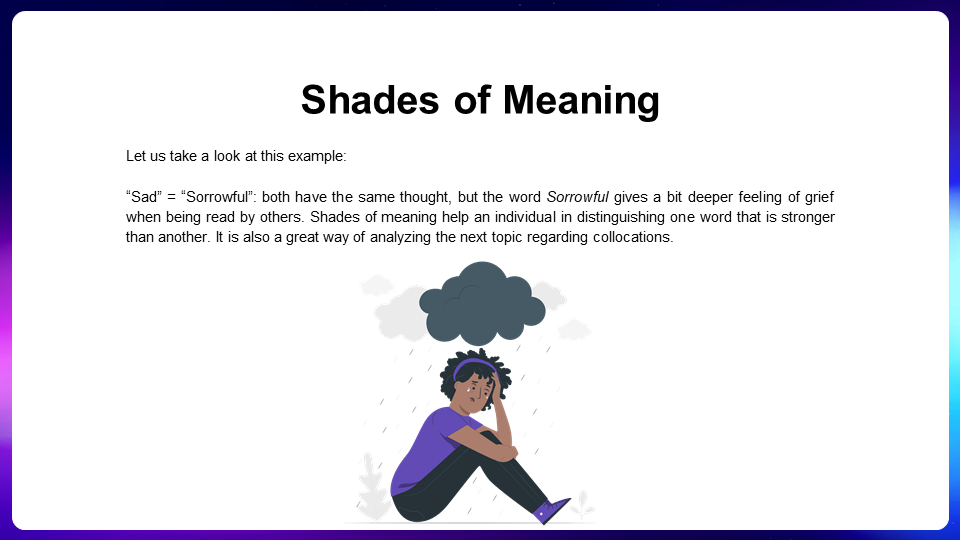 Shades of Meaning
Let us take a look at this example:
“Sad” = “Sorrowful”: both have the same thought, but the word Sorrowful gives a bit deeper feeling of grief
when being read by others. Shades of meaning help an individual in distinguishing one word that is stronger
than another. It is also a great way of analyzing the next topic regarding collocations.